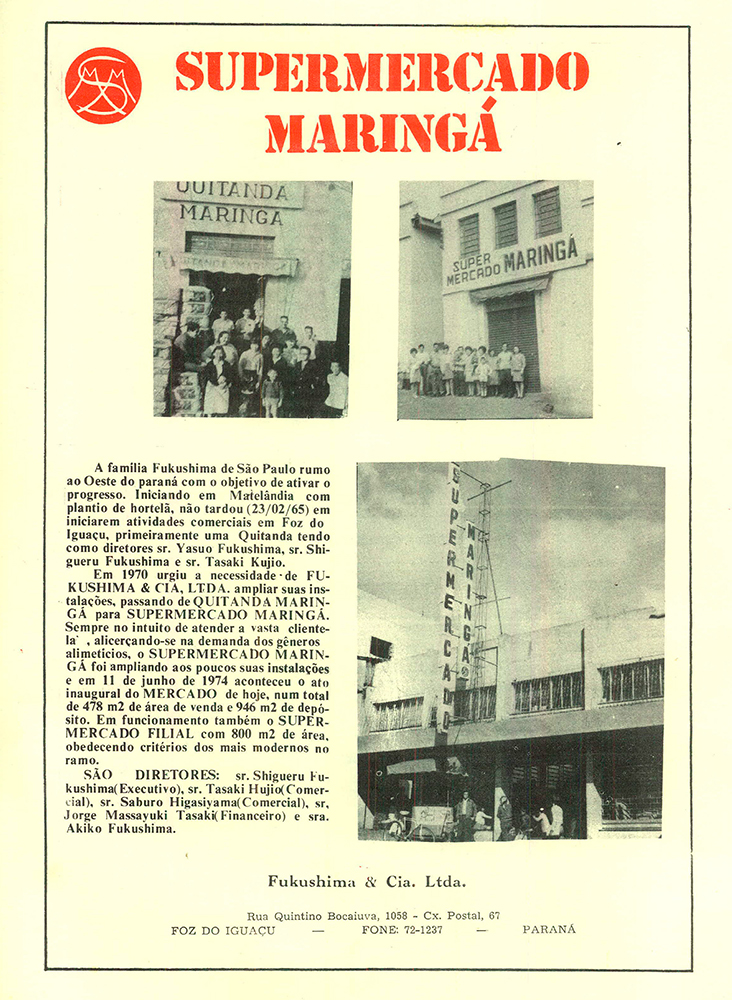 SUPERMERCADO
MARINGÁ
QUITANDA
MARINGA
SUPER
MERCADO MARINGÁ
A família Fukushima de São Paulo rumo
ao Oeste do paraná com o objetivo de ativar o
progresso. Iniciando em Matelândia com
plantio de hortelã, não tardou (23/02/65) em
iniciarem atividades comerciais em Foz do
Iguaçu, primeiramente uma Quitanda tendo
como diretores sr. Yasuo Fukushima, sr. Shi-
gueru Fukushima e sr. Tasaki Kujio.
Em 1970 urgiu a necessidade de FU-
KUSHIMA & CIA, LTDA. ampliar suas ins-
talações, passando de QUITANDA MARIN-
GÁ para SUPERMERCADO MARINGÁ.
Sempre no intuito de atender a vasta cliente-
la , alicerçando-se na demanda dos gêneros
alimetícios, o SUPERMERCADO MARIN-
GÁ foi ampliando aos poucos suas instalações
e em 11 de junho de 1974 aconteceu o ato
inaugural do MERCADO de hoje, num total
de 478 m2 de área de venda e 946 m2 de depó-
sito. Em funcionamento também o SUPER-
MERCADO FILIAL com 800 m2 de área,
obedecendo critérios dos mais modernos no
ramo.
SÃO DIRETORES: sr. Shigueru Fu-
kushima(Executivo), sr. Tasaki Hujio(Comer-
cial), sr. Saburo Higasiyama(Comercial), sr,
Jorge Massayuki Tasaki(Financeiro) e sra.
Akiko Fukushima.
SUPERMERCADO
MARINGÁ
Fukushima & Cia. Ltda.
Rua Quintino Bocaiuva, 1058 - Cx. Postal, 67
FOZ DO IGUAÇU — FONE: 72-1237 — PARANÁ